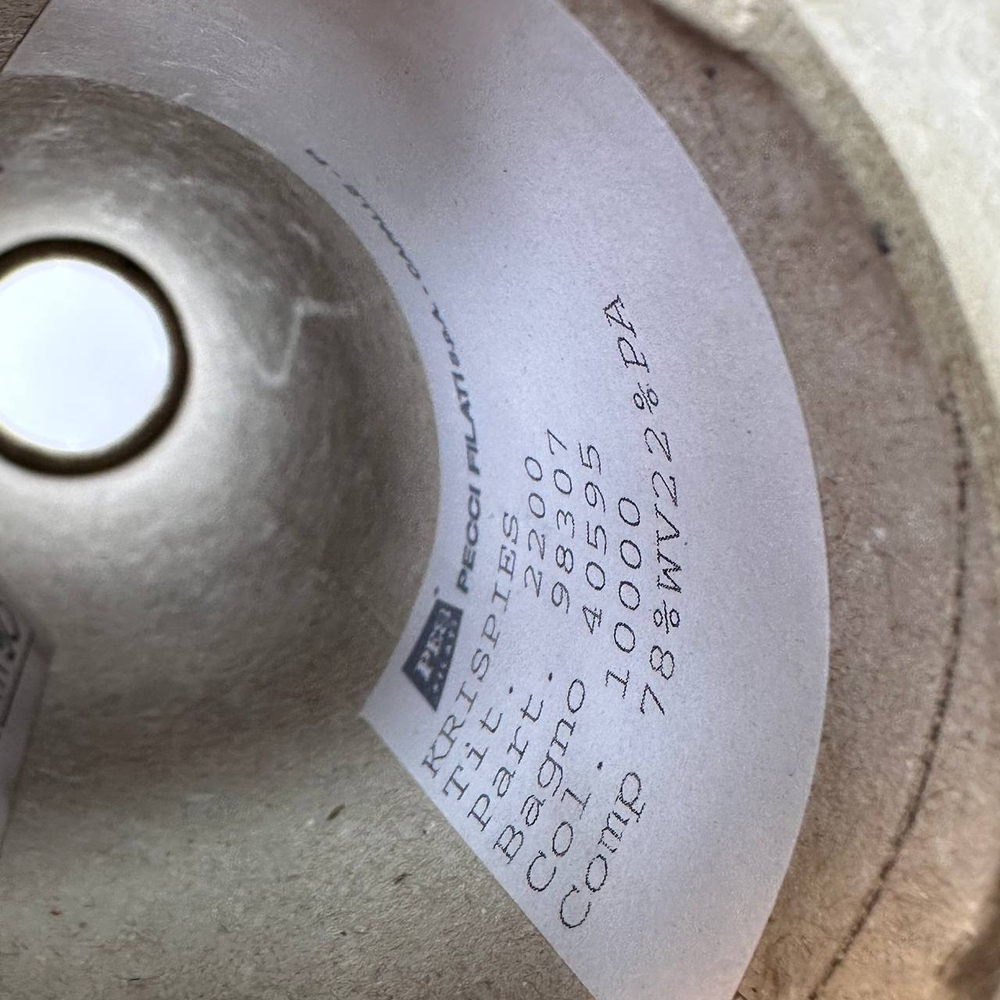 PECCI FILATI S.p.A.
KRISPIES
Tit. 2200
Part. 98307
Bagno 40595
Col. 10000
Comp 78%WV22%PA